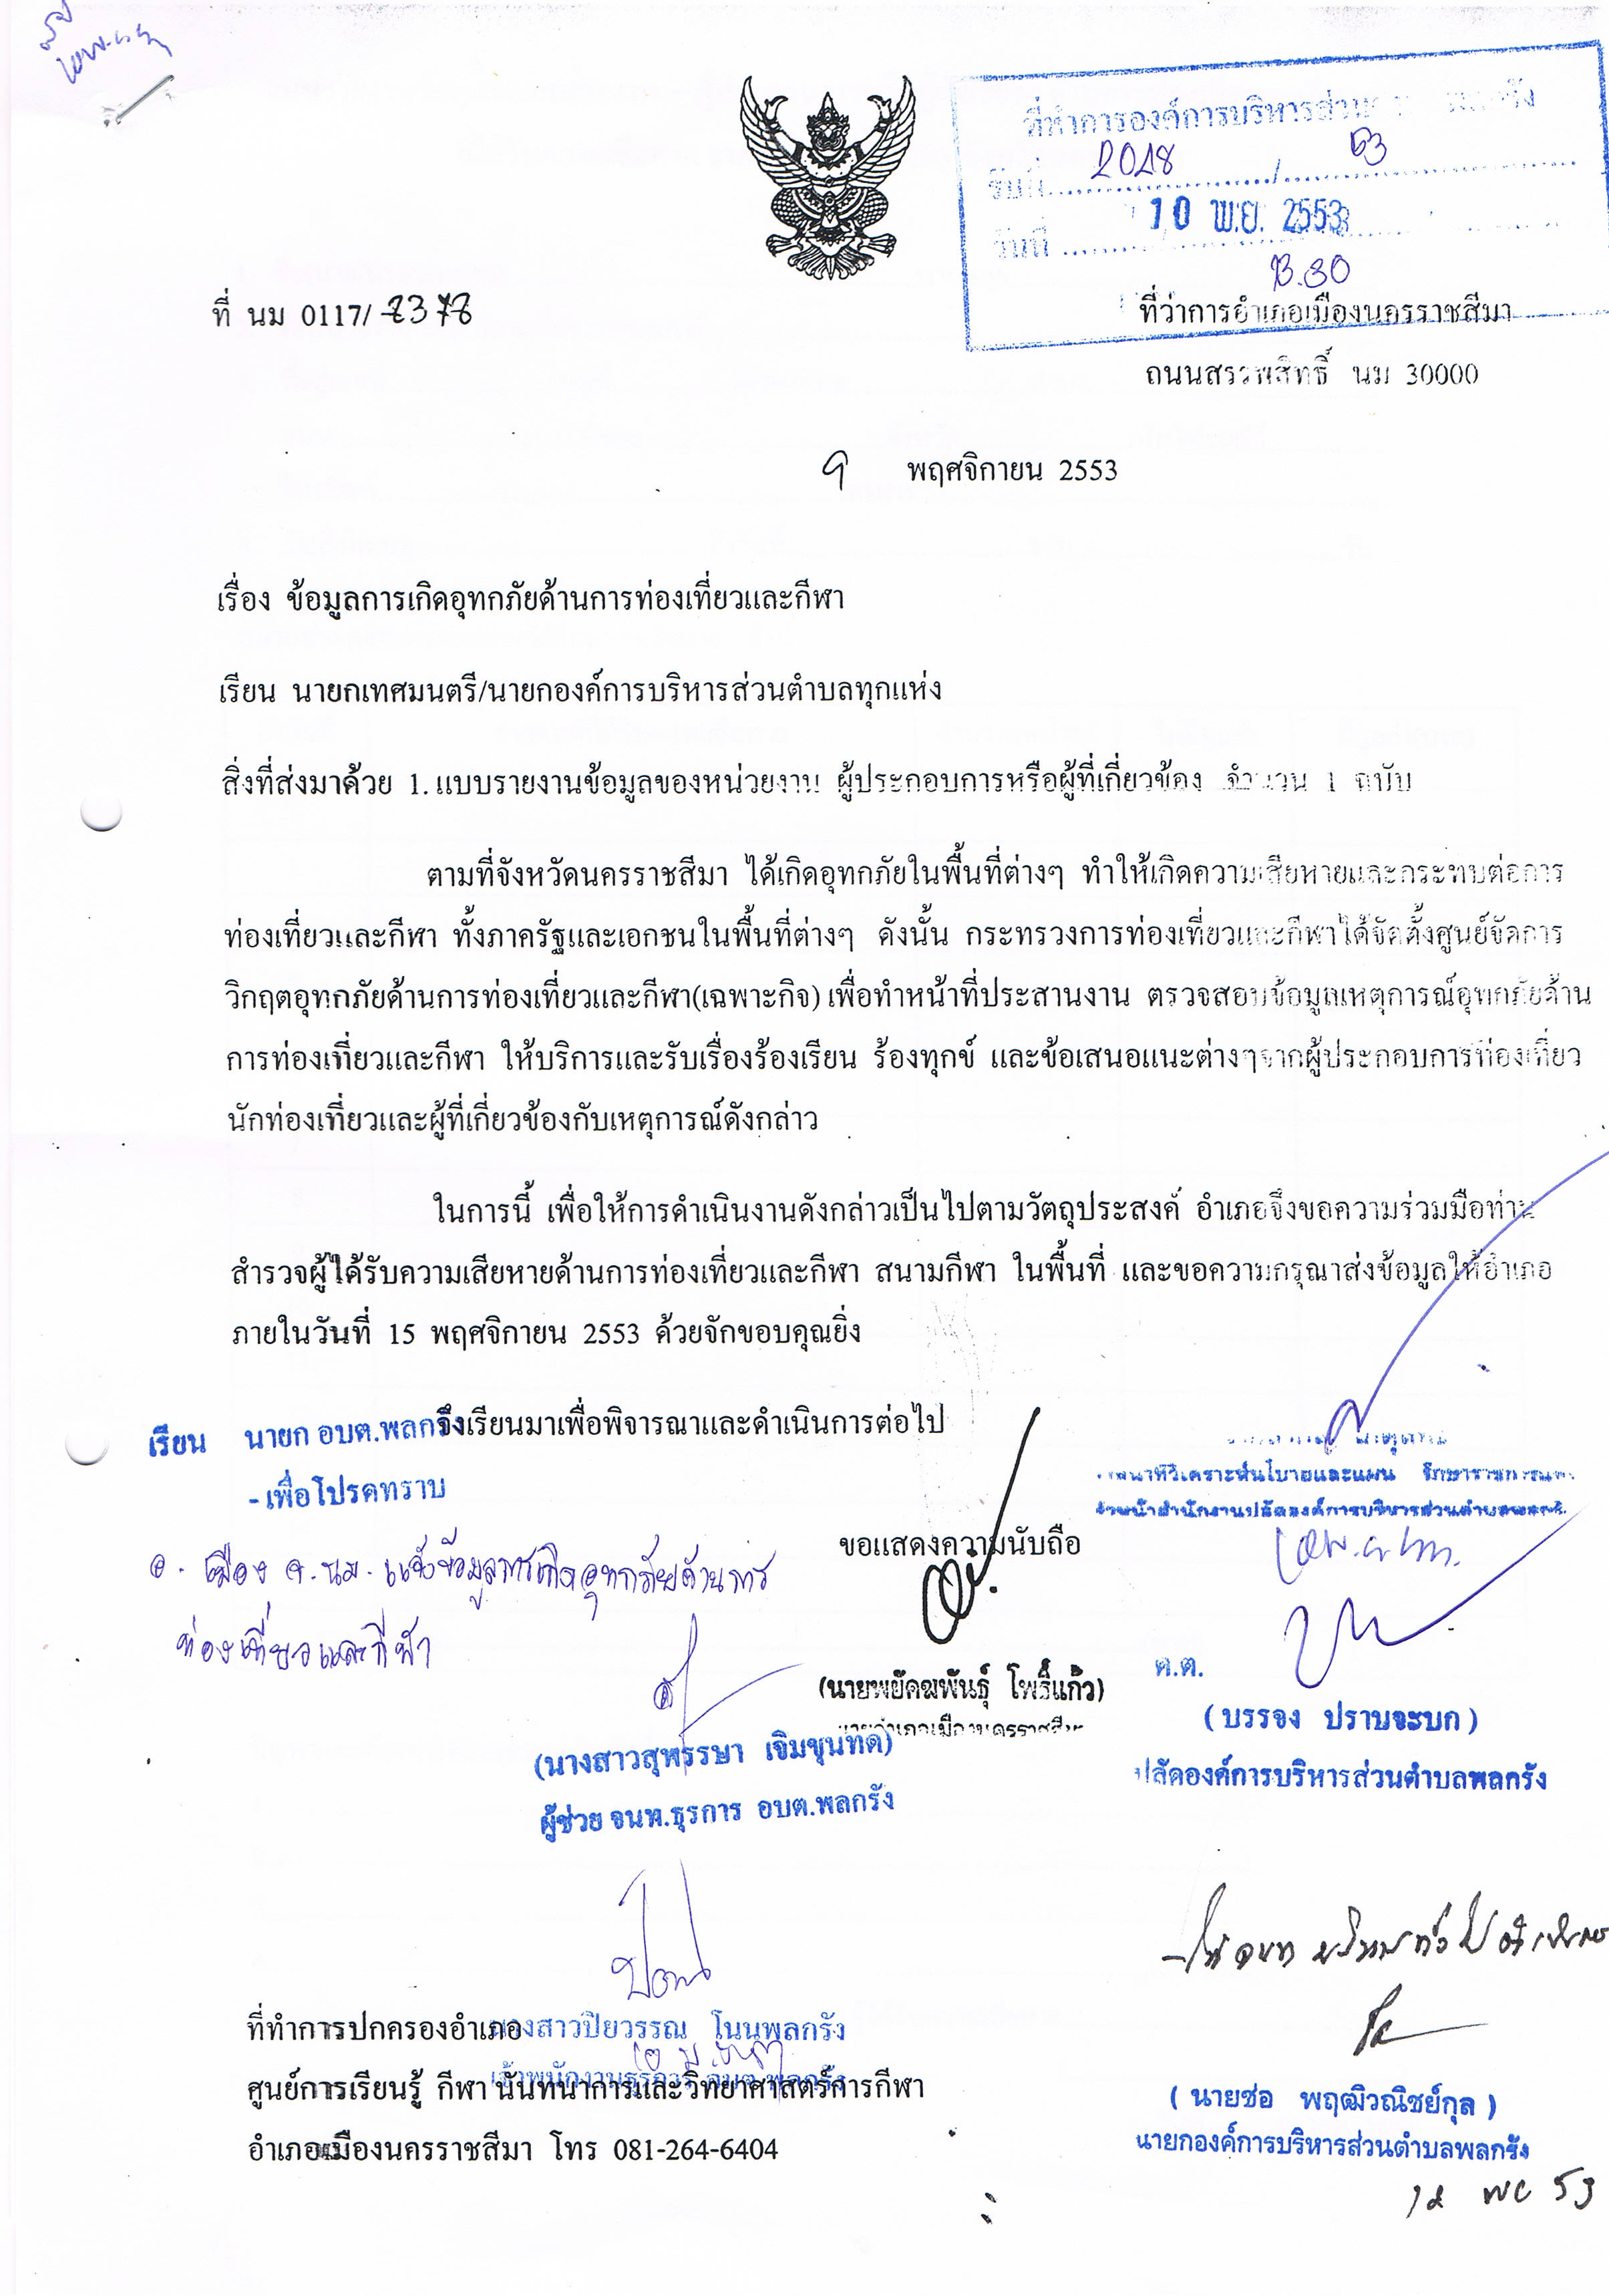 ที่ทำการองค์การบริหารส่วน
รับที่ 2018 / 53
วันที่ 10 พ.ย. 2553
13.30
ที่ นม 0117/
ที่ว่าการอำเภอเมืองนครราชสีมา
ถนนสรรพสิทธิ์ นม 30000
9 พฤศจิกายน 2553
เรื่อง ข้อมูลการเกิดอุทกภัยด้านการท่องเที่ยวและกีฬา
เรียน นายกเทศมนตรี/นายกองค์การบริหารส่วนตำบลทุกแห่ง
สิ่งที่ส่งมาด้วย 1. แบบรายงานข้อมูลของหน่วยงาน ผู้ประกอบการหรือผู้ที่เกี่ยวข้อง จำนวน 1 ฉบับ
ตามที่จังหวัดนครราชสีมา ได้เกิดอุทกภัยในพื้นที่ต่างๆ ทำให้เกิดความเสียหายและกระทบต่อการ
ท่องเที่ยวและกีฬา ทั้งภาครัฐและเอกชนในพื้นที่ต่างๆ ดังนั้น กระทรวงการท่องเที่ยวและกีฬาได้จัดตั้งศูนย์จัดการ
วิกฤตอุทกภัยด้านการท่องเที่ยวและกีฬา(เฉพาะกิจ) เพื่อทำหน้าที่ประสานงาน ตรวจสอบข้อมูลเหตุการณ์อุทกภัยด้าน
การท่องเที่ยวและกีฬา ให้บริการและรับเรื่องร้องเรียน ร้องทุกข์ และข้อเสนอแนะต่างๆจากผู้ประกอบการท่องเที่ยว
นักท่องเที่ยวและผู้ที่เกี่ยวข้องกับเหตุการณ์ดังกล่าว
ในการนี้ เพื่อให้การดำเนินงานดังกล่าวเป็นไปตามวัตถุประสงค์ อำเภอจึงขอความร่วมมือท่าน
สำรวจผู้ได้รับความเสียหายด้านการท่องเที่ยวและกีฬา สนามกีฬา ในพื้นที่ และขอความกรุณาส่งข้อมูลให้อำเภอ
ภายในวันที่ 15 พฤศจิกายน 2553 ด้วยจักขอบคุณยิ่ง
จึงเรียนมาเพื่อพิจารณาและดำเนินการต่อไป
เรียน นายก อบต.พลกรัง
- เพื่อโปรดทราบ
อ. เมือง จ. นม. แจ้งข้อมูลการเกิดอุทกภัยด้านการ
ท่องเที่ยวและกีฬา
เจ้าหน้าที่วิเคราะห์นโยบายและแผน รักษาราชการแทน
หัวหน้าสำนักงานปลัดองค์การบริหารส่วนตำบลพลกรัง
ขอแสดงความนับถือ
(นายพยัคฆพันธุ์ โพธิ์แก้ว)
นายอำเภอเมืองนครราชสีมา
(นางสาวสุพรรษา เจิมขุนทด)
ผู้ช่วย จนท.ธุรการ อบต.พลกรัง
ด.ต.
(บรรจง ปราบจะบก)
ปลัดองค์การบริหารส่วนตำบลพลกรัง
นางสาวปิยวรรณ โนนพลกรัง
เจ้าพนักงานธุรการ อบต.พลกรัง
ที่ทำการปกครองอำเภอ
ศูนย์การเรียนรู้ กีฬา นันทนาการและวิทยาศาสตร์การกีฬา
อำเภอเมืองนครราชสีมา โทร 081-264-6404
(นายช่อ พฤฒิวณิชย์กุล)
นายกองค์การบริหารส่วนตำบลพลกรัง